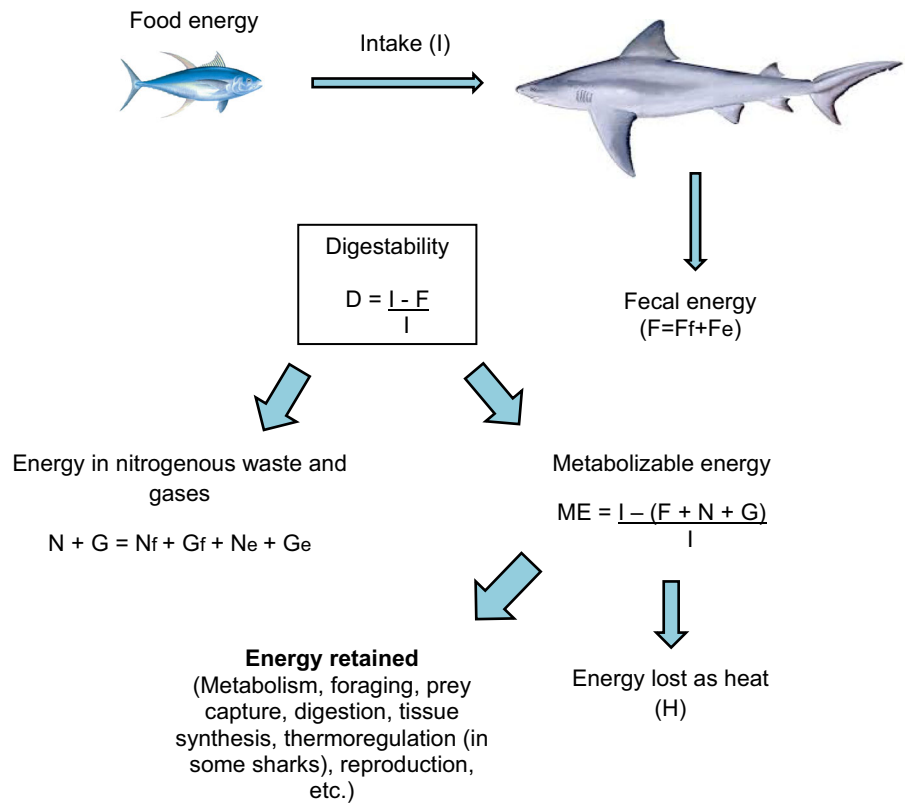 Food energy
Intake (I)
Digestability
D = I - F
I
Fecal energy
(F=Ff+Fe)
Energy in nitrogenous waste and
gases
N + G = Nf + Gf + Ne + Ge
Metabolizable energy
ME = I – (F + N + G)
I
Energy retained
(Metabolism, foraging, prey
capture, digestion, tissue
synthesis, thermoregulation (in
some sharks), reproduction,
etc.)
Energy lost as heat
(H)